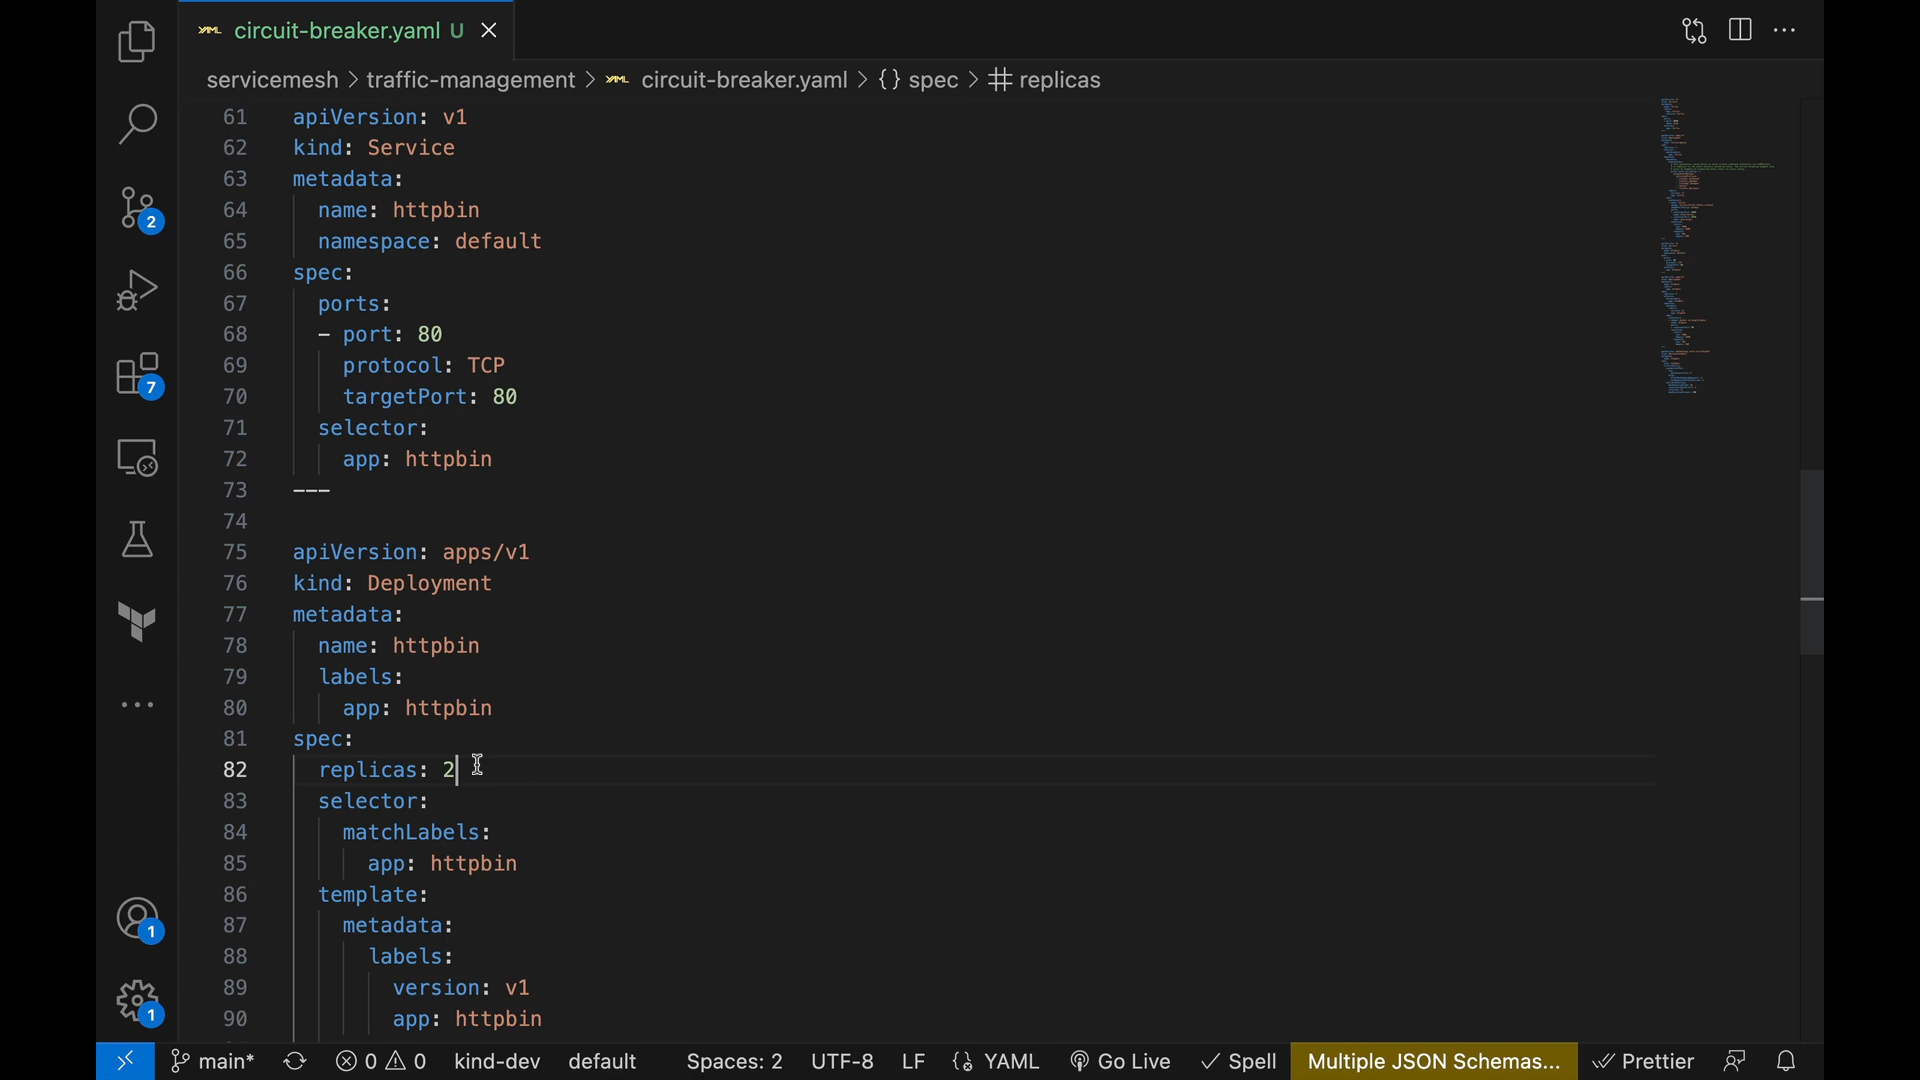 circuit-breaker.yaml U
servicemesh > traffic-management > circuit-breaker.yaml > {} spec > replicas
61 apiVersion: v1
62 kind: Service
63 metadata:
64 name: httpbin
65 namespace: default
66 spec:
67 ports:
68 - port: 80
69 protocol: TCP
70 targetPort: 80
71 selector:
72 app: httpbin
73 ---
74
75 apiVersion: apps/v1
76 kind: Deployment
77 metadata:
78 name: httpbin
79 labels:
80 app: httpbin
81 spec:
82 replicas: 2
83 selector:
84 matchLabels:
85 app: httpbin
86 template:
87 metadata:
88 labels:
89 version: v1
90 app: httpbin
2
7
1
1
main* 0 0 kind-dev default Spaces: 2 UTF-8 LF {} YAML Go Live Spell Multiple JSON Schemas... Prettier